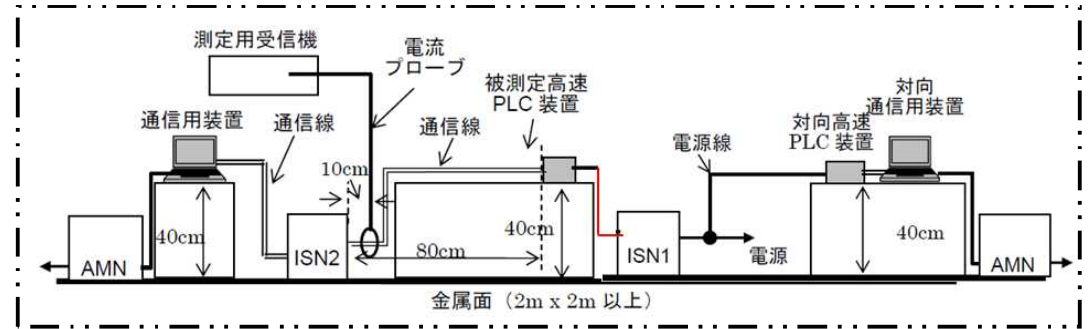 測定用受信機
電流
プローブ
被測定高速
PLC 装置
対向
通信用装置
通信用装置
通信線
通信線
電源線
対向高速
PLC 装置
10cm
40cm
40cm
40cm
80cm
AMN
ISN2
ISN1
電源
AMN
金属面（2m x 2m 以上）